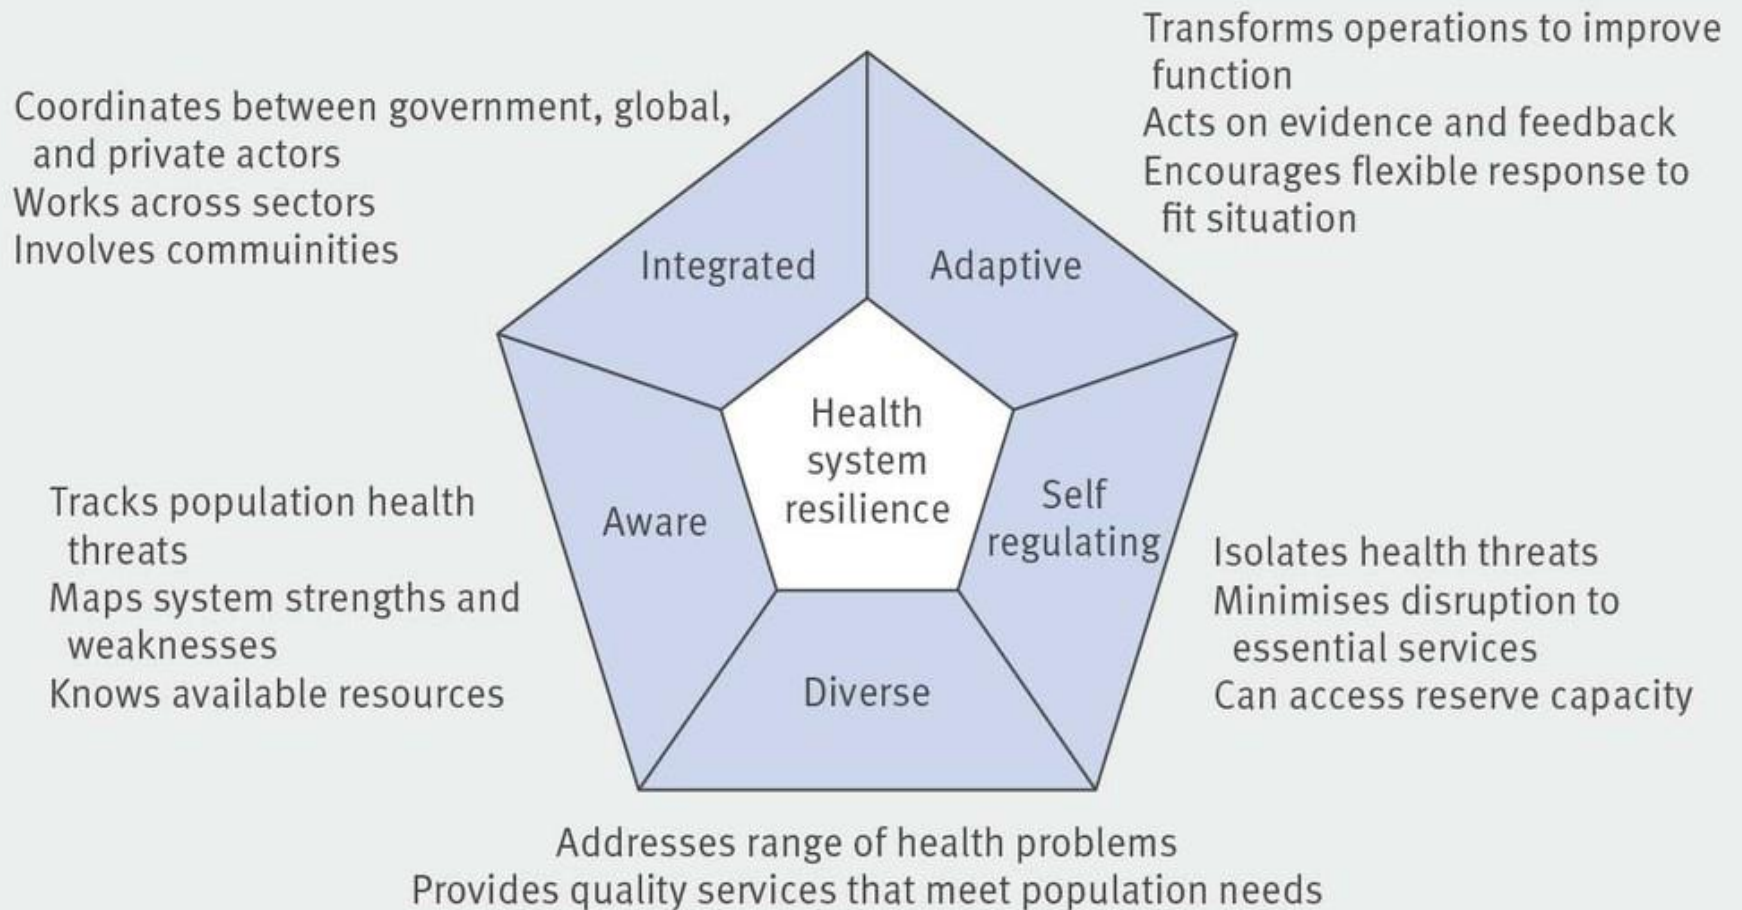 Coordinates between government, global,
and private actors
Works across sectors
Involves commuinities
Transforms operations to improve
function
Acts on evidence and feedback
Encourages flexible response to
fit situation
Integrated
Adaptive
Health
system
resilience
Aware
Self
regulating
Diverse
Tracks population health
threats
Maps system strengths and
weaknesses
Knows available resources
Isolates health threats
Minimises disruption to
essential services
Can access reserve capacity
Addresses range of health problems
Provides quality services that meet population needs